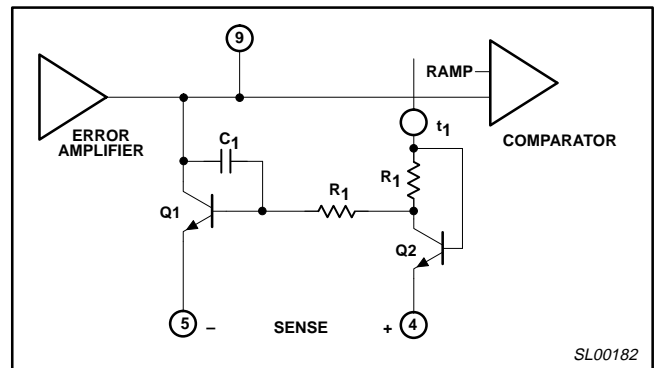 9
RAMP
t1
ERROR
AMPLIFIER
COMPARATOR
C1
R1
R1
Q1
Q2
5 – SENSE + 4
SL00182